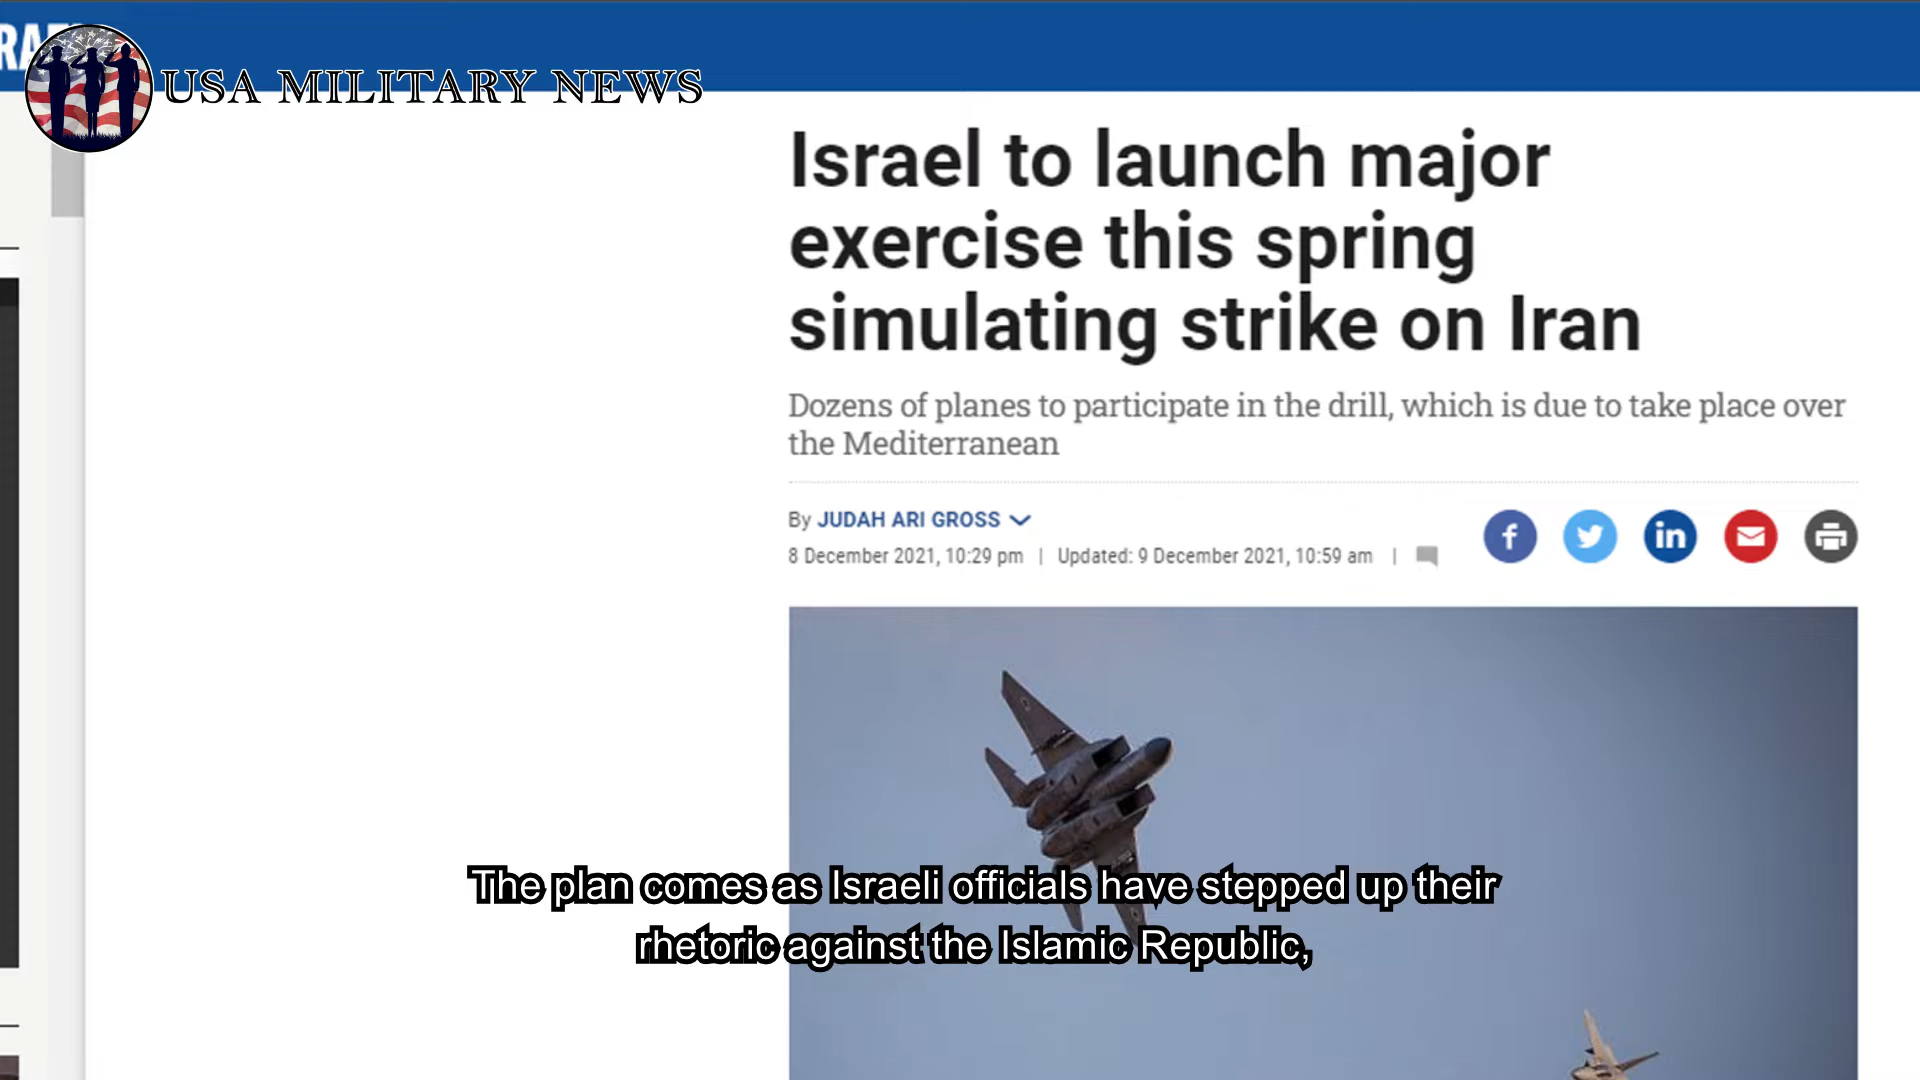 RAE
USA MILITARY NEWS
Israel to launch major
exercise this spring
simulating strike on Iran
Dozens of planes to participate in the drill, which is due to take place over
the Mediterranean
By JUDAH ARI GROSS
8 December 2021, 10:29 pm | Updated: 9 December 2021, 10:59 am |
f
in
The plan comes as Israeli officials have stepped up their
rhetoric against the Islamic Republic,